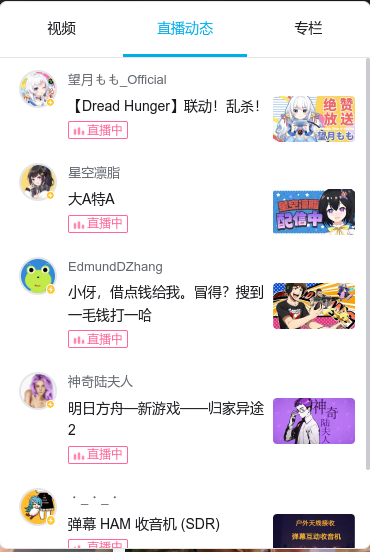 视频
直播动态
专栏
望月もも_Official
【Dread Hunger】联动！乱杀！
直播中
绝赞
放送
望月もも
星空凛脂
大A特A
直播中
星空凛脂
配信中
EdmundDZhang
小伢，借点钱给我。冒得？搜到
一毛钱打一哈
直播中
神奇陆夫人
明日方舟—新游戏——归家异途
2
直播中
神奇
陆夫人
·_·_·
弹幕 HAM 收音机 (SDR)
直播中
户外天线接收
弹幕互动收音机